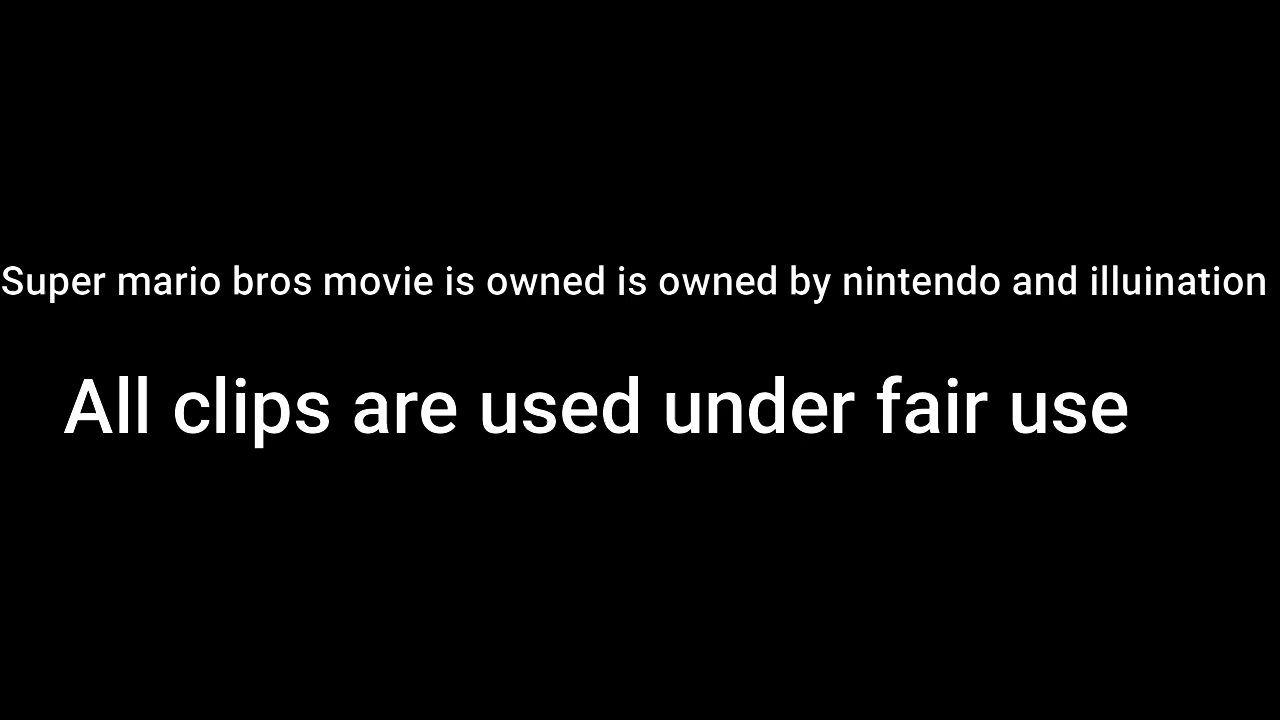 Super mario bros movie is owned is owned by nintendo and illuination
All clips are used under fair use